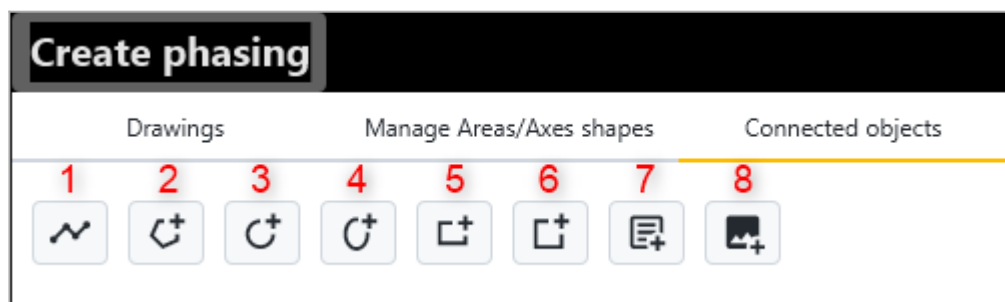 Create phasing
Drawings Manage Areas/Axes shapes Connected objects
1 2 3 4 5 6 7 8